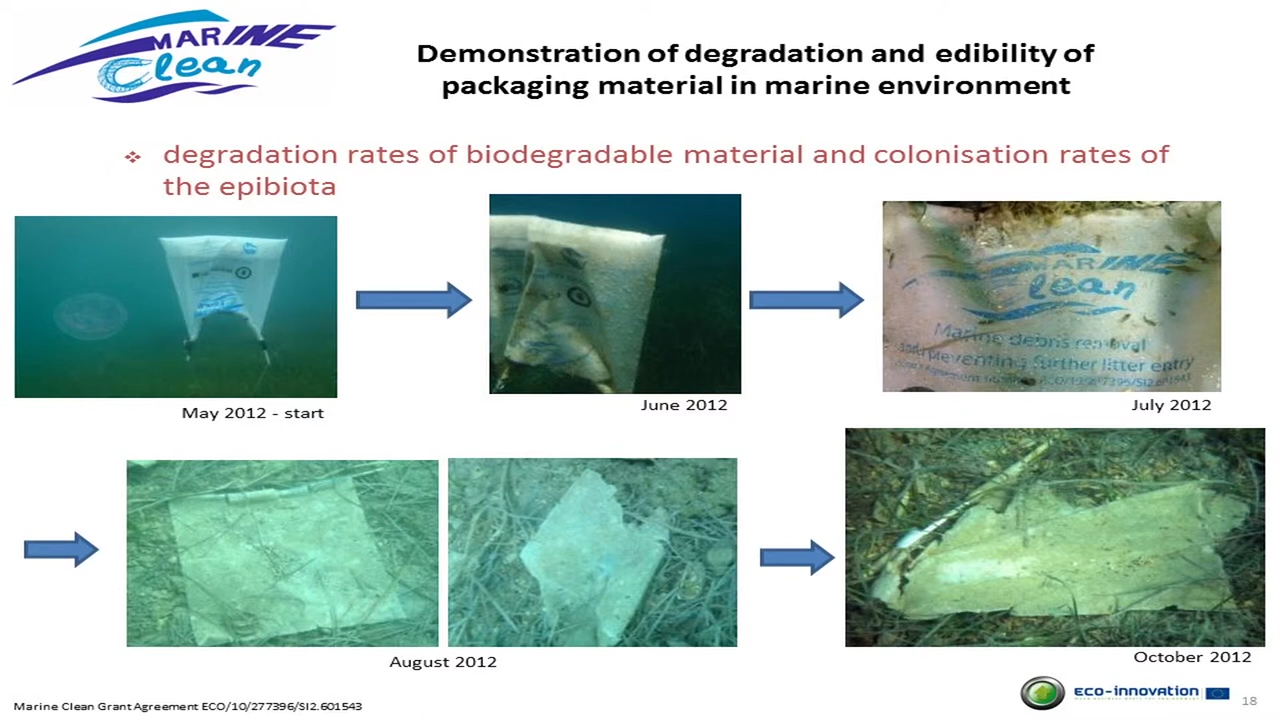 MARINE
Clean
Demonstration of degradation and edibility of
packaging material in marine environment
degradation rates of biodegradable material and colonisation rates of
the epibiota
MARINE
Clean
Marine debris removal
and preventing further litter entry
May 2012 - start
June 2012
July 2012
August 2012
October 2012
Marine Clean Grant Agreement ECO/10/277396/SI2.601543
ECO-INNOVATION
18